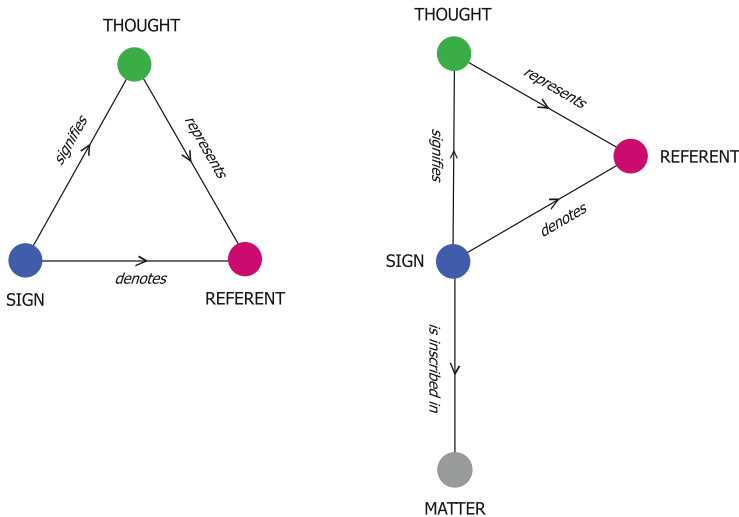 THOUGHT
signifies
represents
denotes
SIGN
REFERENT
THOUGHT
represents
signifies
REFERENT
denotes
SIGN
is inscribed in
MATTER